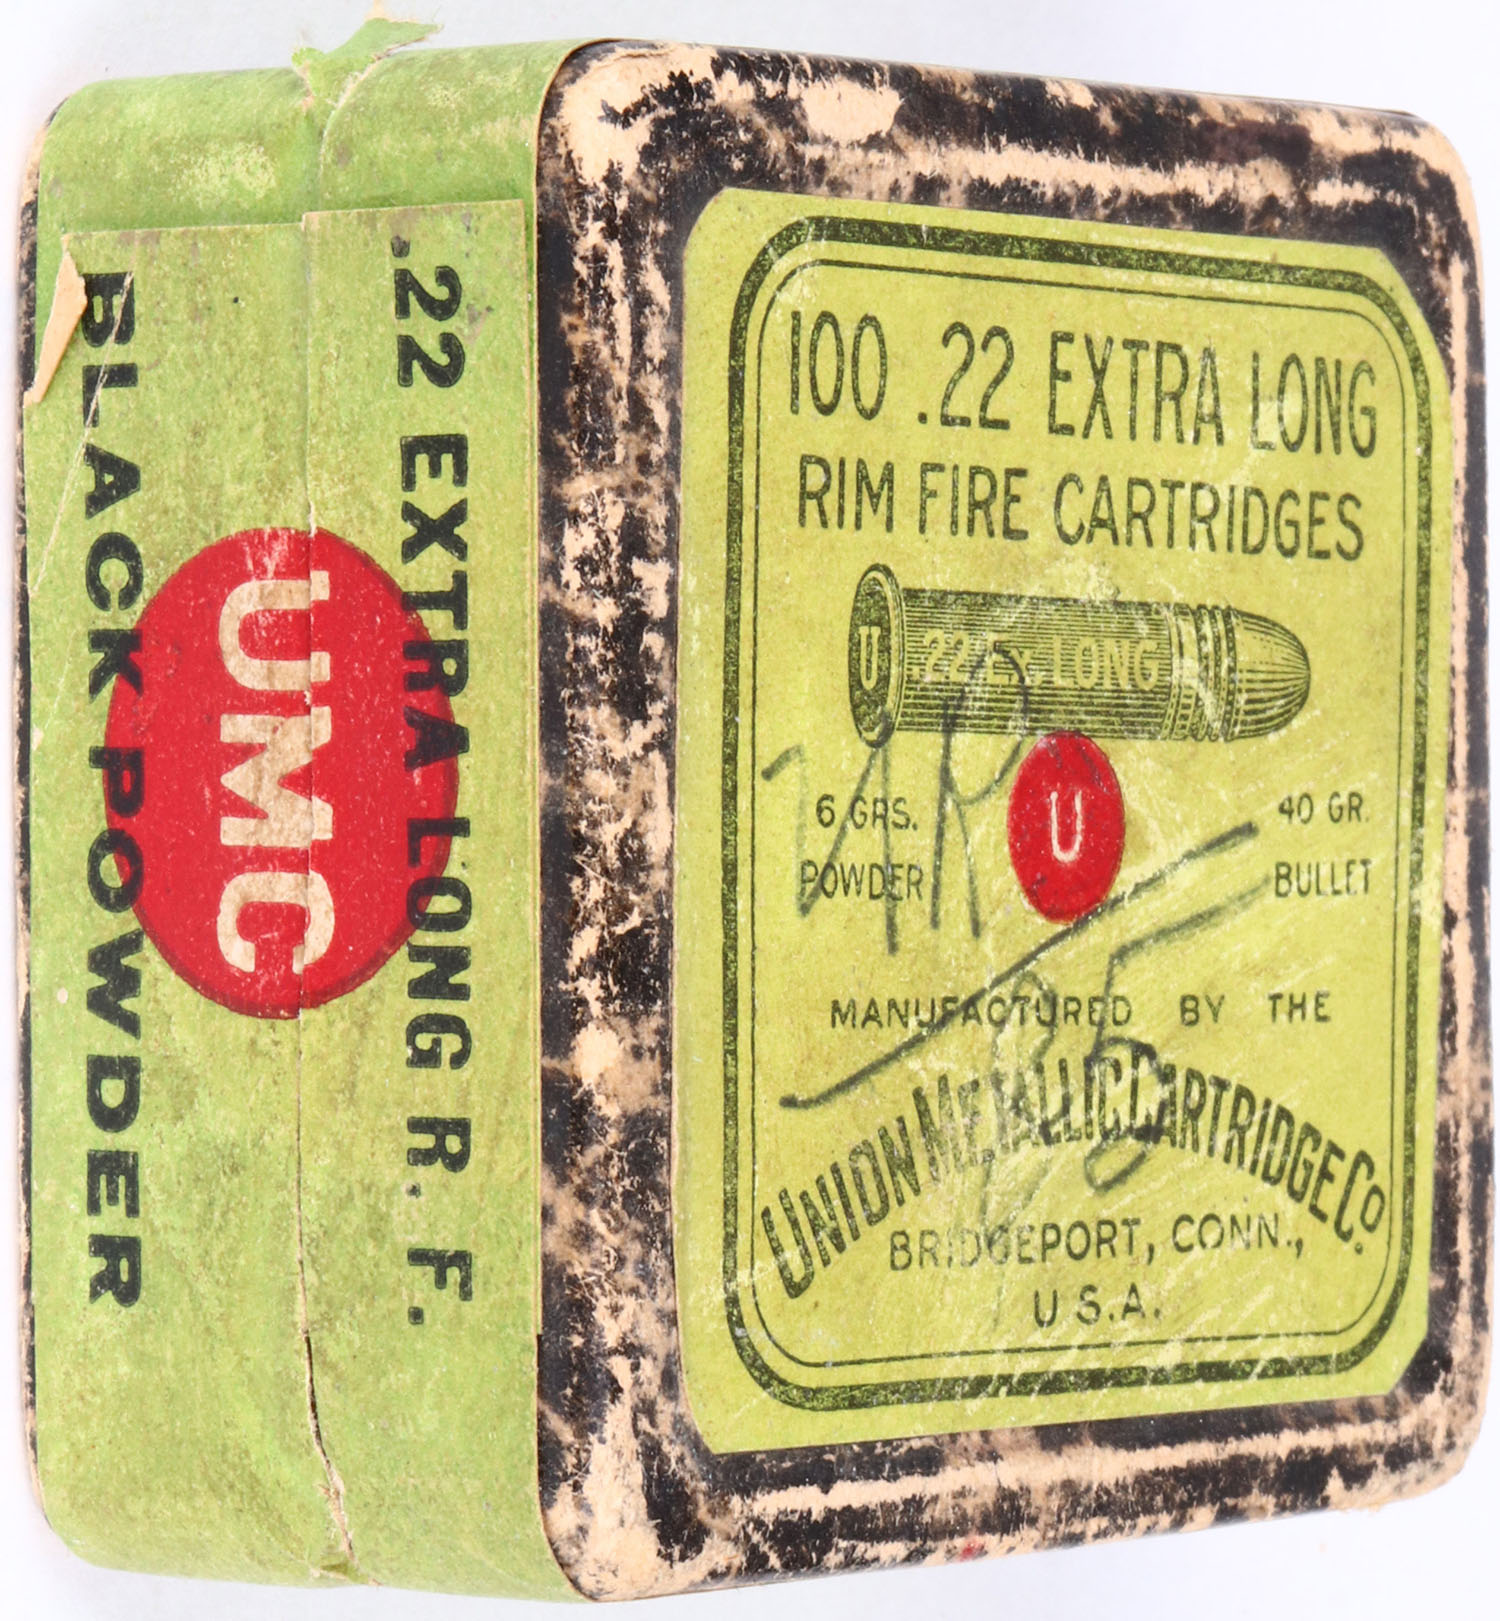 100 .22 EXTRA LONG
RIM FIRE CARTRIDGES
U .22 EX. LONG
6 GRS.
POWDER
U
40 GR.
BULLET
MANUFACTURED BY THE
UNION METALLIC CARTRIDGE CO.
BRIDGEPORT, CONN.,
U.S.A.
.22 EXTRA LONG R. F.
UMC
BLACK POWDER